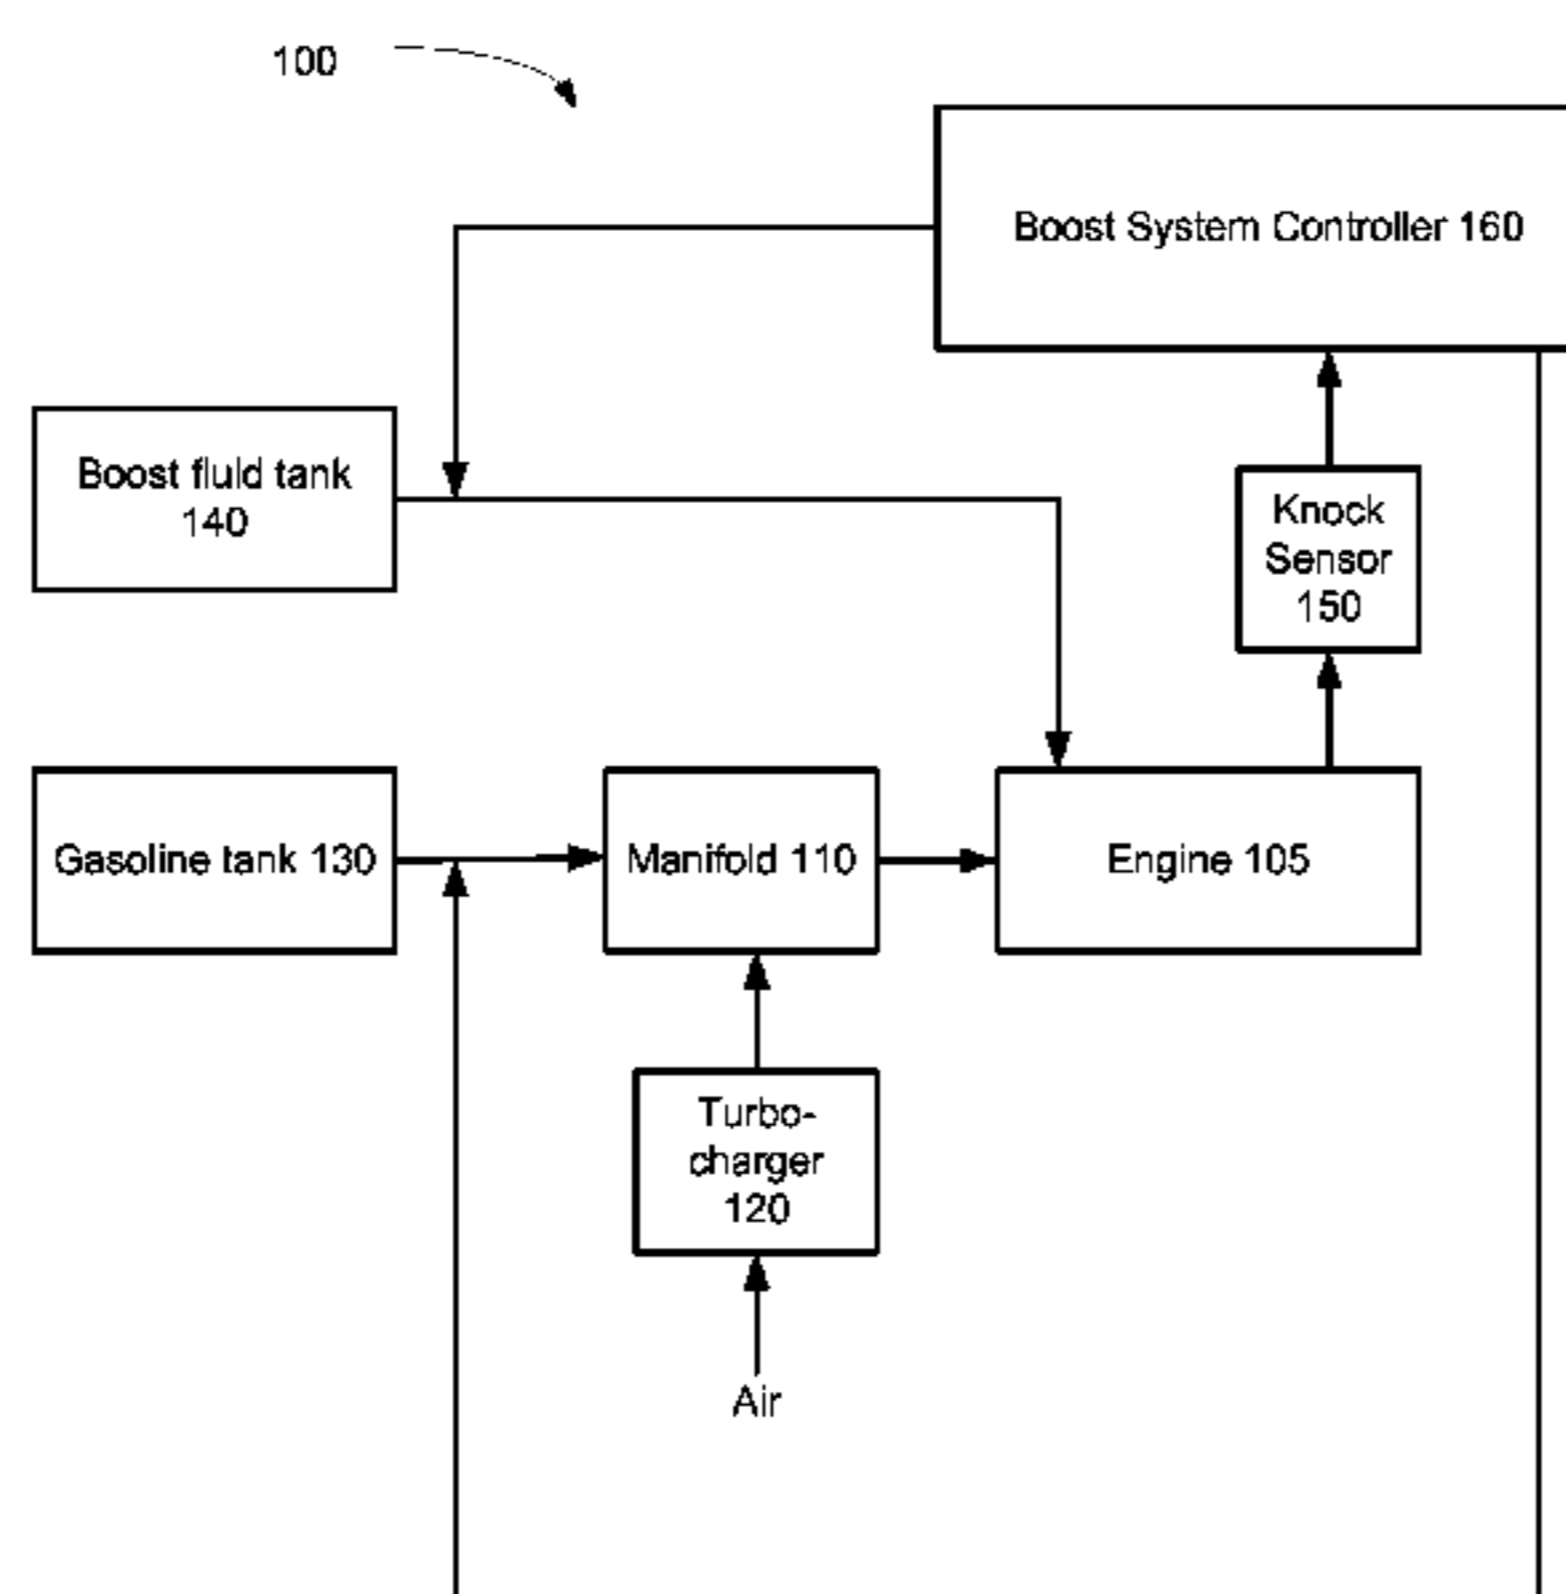 100
Boost System Controller 160
Boost fluid tank
140
Knock
Sensor
150
Gasoline tank 130
Manifold 110
Engine 105
Turbo-
charger
120
Air